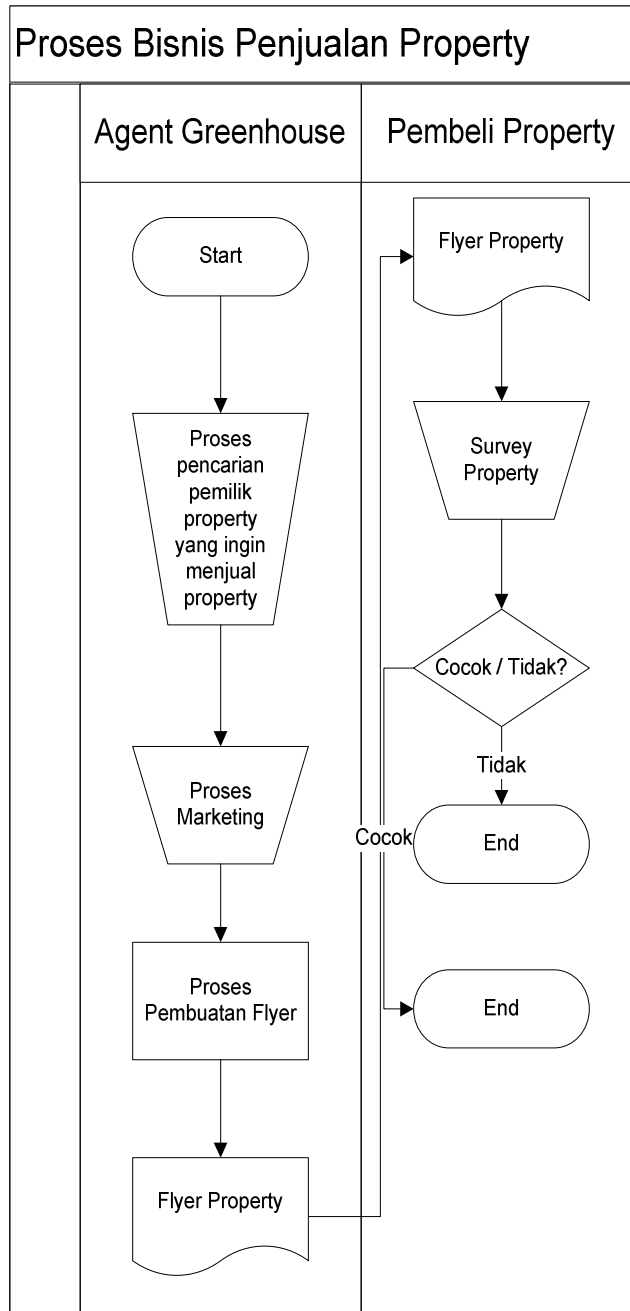 Proses Bisnis Penjualan Property
Agent Greenhouse
Pembeli Property
Start
Proses
pencarian
pemilik
property
yang ingin
menjual
property
Proses
Marketing
Proses
Pembuatan Flyer
Flyer Property
Flyer Property
Survey
Property
Cocok / Tidak?
Tidak
Cocok
End
End